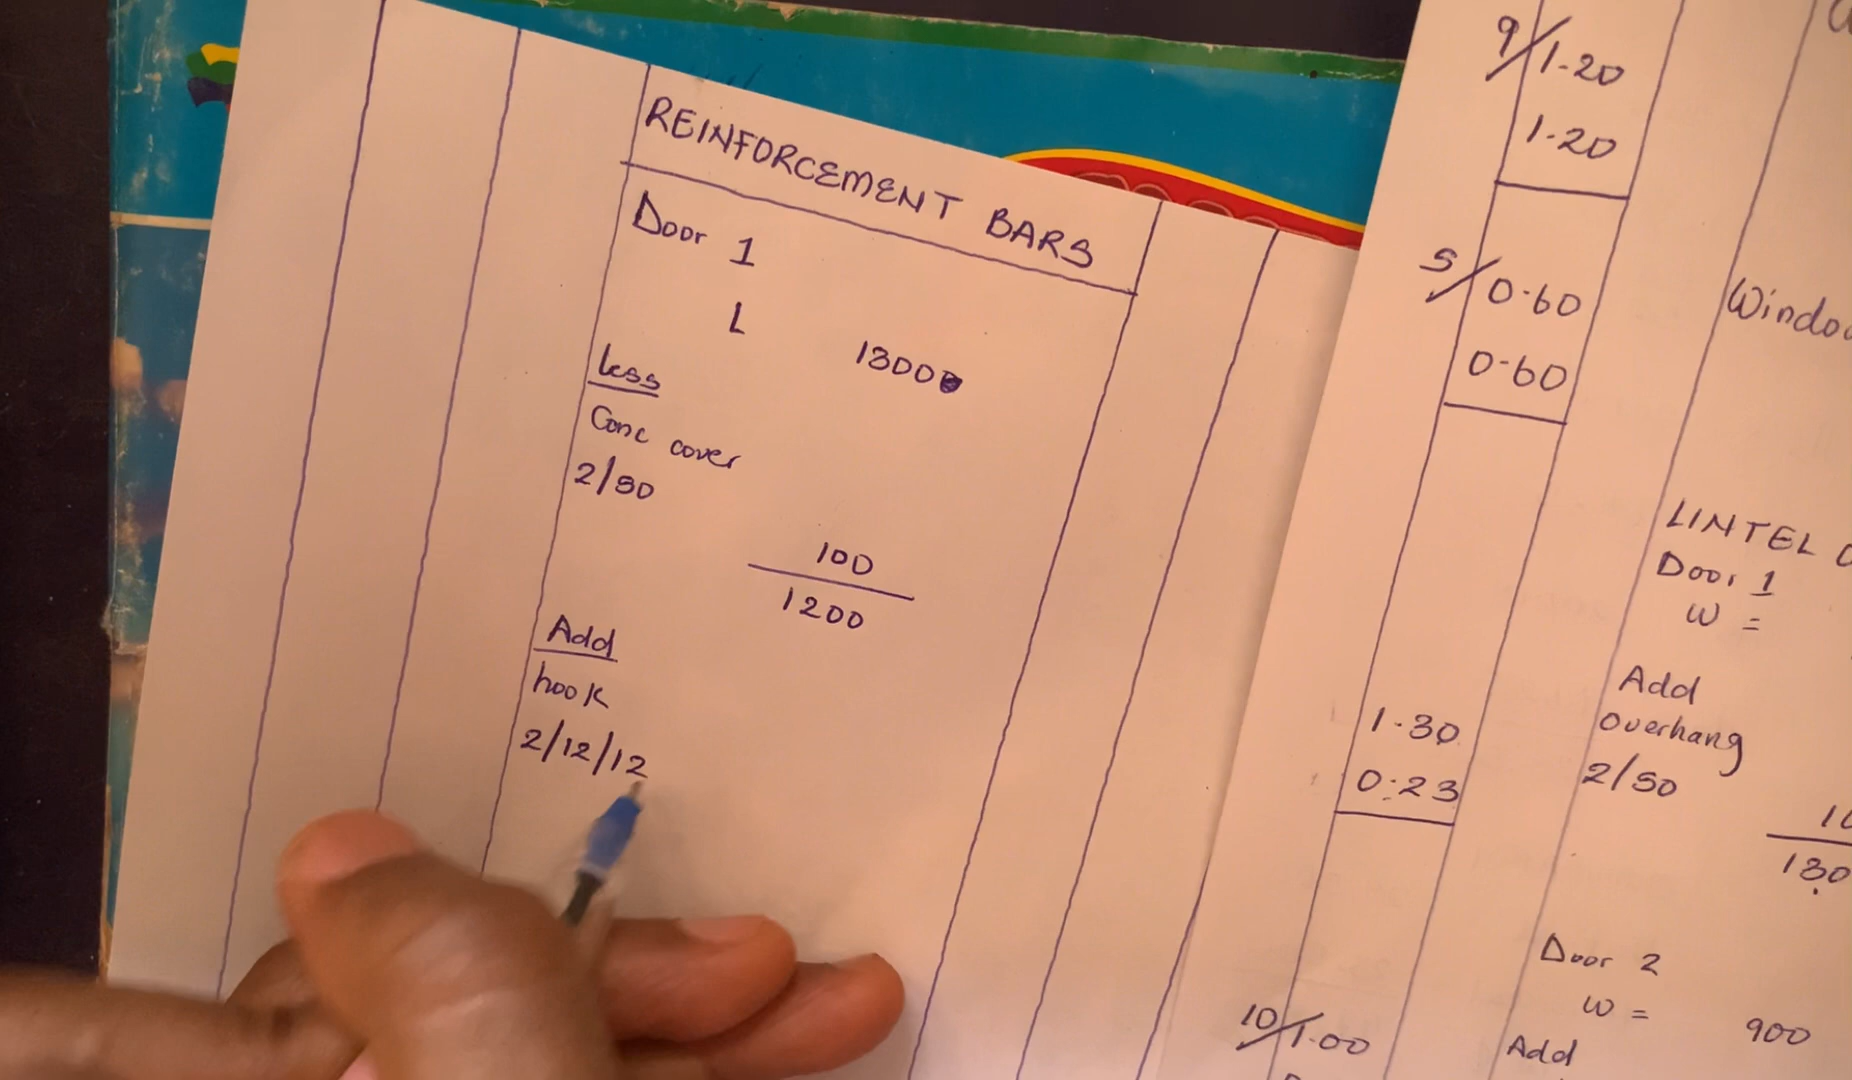 REINFORCEMENT BARS
Door 1
L 1300
less
Conc cover
2/50
100
1200
Add
hook
2/12/12
9/1.20
1.20
5/0.60
0.60
1.30
0.23
10/1.00
LINTEL
Door 1
W =
Add
overhang
2/50
Door 2
W = 900
Add